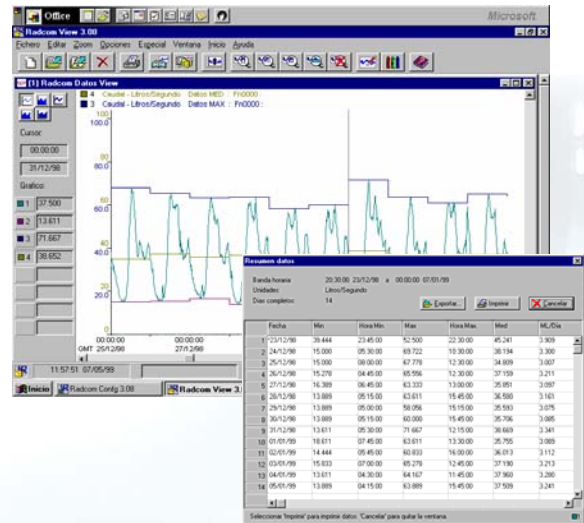 Office
Microsoft
Radcom View 3.08
Fichero Editar Zoom Opciones Especial Ventana Inicio Ayuda
[1] Radcom Datos View
4 Caudal - Litros/Segundo Datos MED : Fn0000 :
3 Caudal - Litros/Segundo Datos MAX : Fn0000 :
Cursor
00:00:00
31/12/98
Grafico:
1 37.500
2 13.611
3 71.667
4 38.652
100
100.0
80
80.0
60
60.0
40
40.0
20
20.0
00:00:00 00:00:00
GMT 25/12/98 27/12/98
11:57:51 07/05/99
Inicio Radcom Config 3.08 Radcom View 3.0
Resumen datos
Banda horaria 20:30:00 23/12/98 a 00:00:00 07/01/99
Unidades Litros/Segundo
Días completos 14
Exportar... Imprimir Cancelar
Fecha Min Hora Min. Max Hora Max. Med ML/Día
1 *23/12/98 39.444 23:45:00 52.500 22:30:00 45.241 3.909
2 24/12/98 15.000 05:30:00 69.722 10:30:00 38.194 3.300
3 25/12/98 15.000 08:00:00 67.778 12:30:00 34.809 3.007
4 26/12/98 15.278 04:45:00 65.556 12:30:00 37.159 3.211
5 27/12/98 16.389 06:45:00 63.333 13:00:00 35.851 3.097
6 28/12/98 13.889 05:15:00 63.611 15:45:00 36.580 3.161
7 29/12/98 13.889 05:00:00 58.056 15:15:00 35.593 3.075
8 30/12/98 13.889 05:15:00 60.000 15:45:00 35.706 3.085
9 31/12/98 13.611 05:30:00 71.667 12:15:00 38.669 3.341
10 01/01/99 18.611 07:45:00 63.611 13:30:00 35.755 3.089
11 02/01/99 14.444 05:45:00 60.833 16:00:00 36.013 3.112
12 03/01/99 15.833 07:00:00 65.278 12:45:00 37.190 3.213
13 04/01/99 13.611 04:30:00 64.167 11:45:00 37.960 3.280
14 05/01/99 13.889 04:15:00 63.889 15:45:00 37.509 3.241
Seleccionar 'Imprimir' para imprimir datos. 'Cancelar' para quitar la ventana.